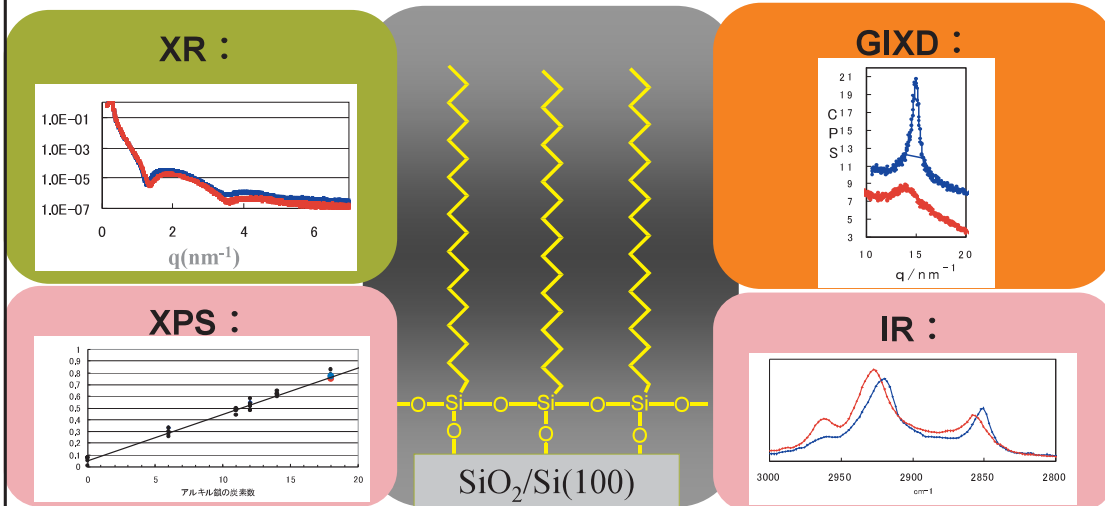 XR：
1.0E-01
1.0E-03
1.0E-05
1.0E-07
0 2 4 6
q(nm-1)
GIXD：
21
19
C 17
P 15
S 13
11
9
7
5
3
10 15 20
q/nm-1
XPS：
1
0.9
0.8
0.7
0.6
0.5
0.4
0.3
0.2
0.1
0
0 5 10 15 20
アルキル鎖の炭素数
O Si O Si O Si O
O O O
SiO2/Si(100)
IR：
3000 2950 2900 2850 2800
cm-1